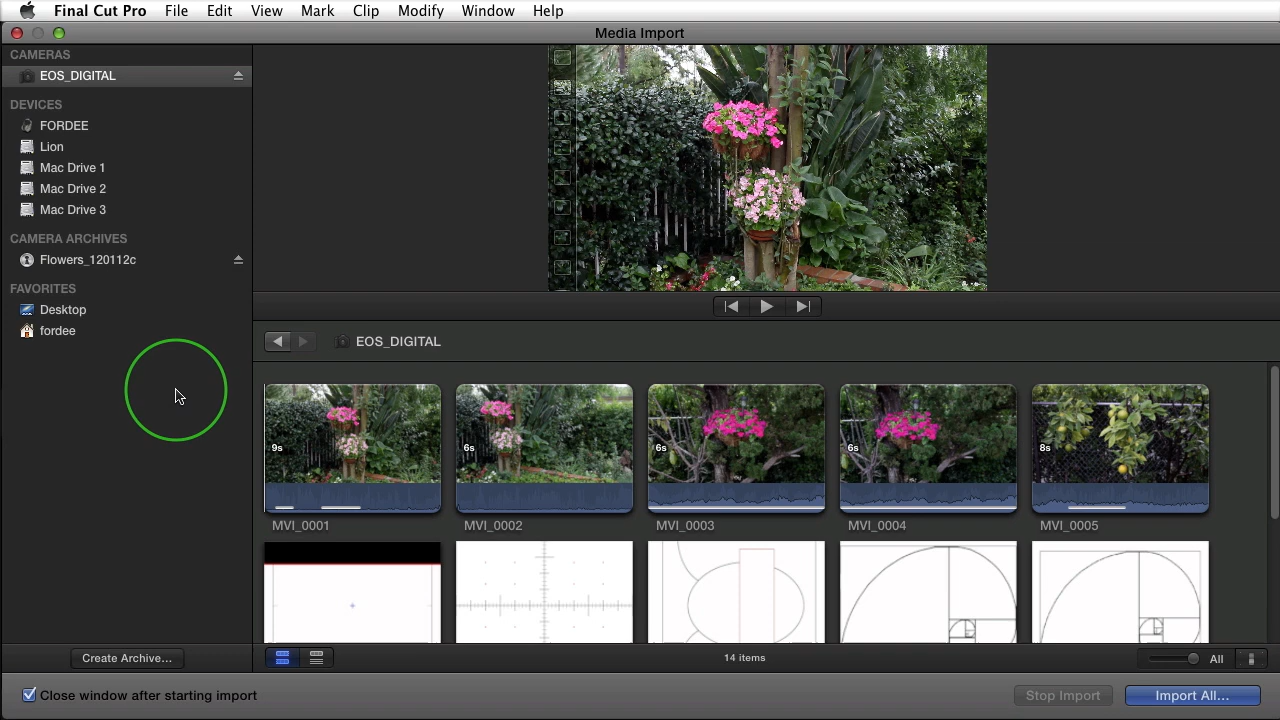 Final Cut Pro File Edit View Mark Clip Modify Window Help
Media Import
CAMERAS
EOS_DIGITAL
DEVICES
FORDEE
Lion
Mac Drive 1
Mac Drive 2
Mac Drive 3
CAMERA ARCHIVES
Flowers_120112c
FAVORITES
Desktop
fordee
EOS_DIGITAL
9s 6s 6s 6s 8s
MVI_0001 MVI_0002 MVI_0003 MVI_0004 MVI_0005
Create Archive... 14 items All
Close window after starting import Stop Import Import All...